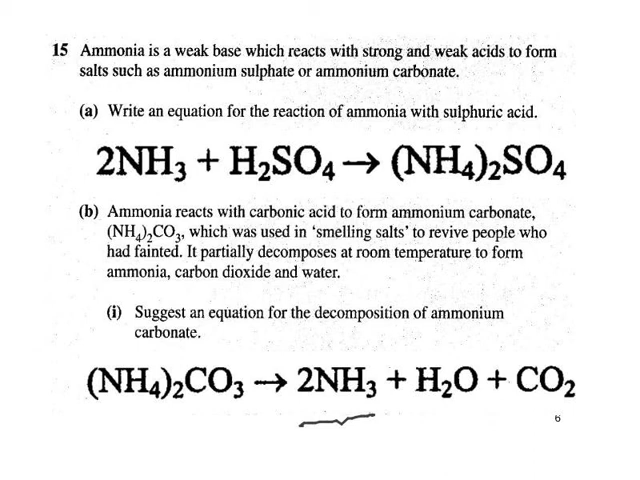 15 Ammonia is a weak base which reacts with strong and weak acids to form
salts such as ammonium sulphate or ammonium carbonate.
(a) Write an equation for the reaction of ammonia with sulphuric acid.
2NH₃ + H₂SO₄ → (NH₄)₂SO₄
(b) Ammonia reacts with carbonic acid to form ammonium carbonate,
(NH₄)₂CO₃, which was used in ‘smelling salts’ to revive people who
had fainted. It partially decomposes at room temperature to form
ammonia, carbon dioxide and water.
(i) Suggest an equation for the decomposition of ammonium
carbonate.
(NH₄)₂CO₃ → 2NH₃ + H₂O + CO₂
6